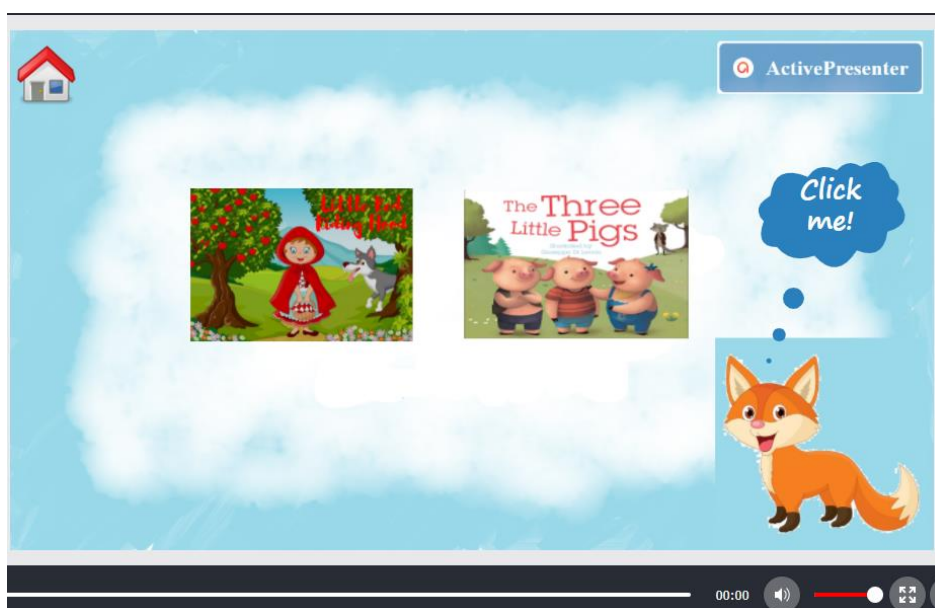 ActivePresenter
Little Red
Riding Hood
The Three
Little Pigs
Click
me!
00:00